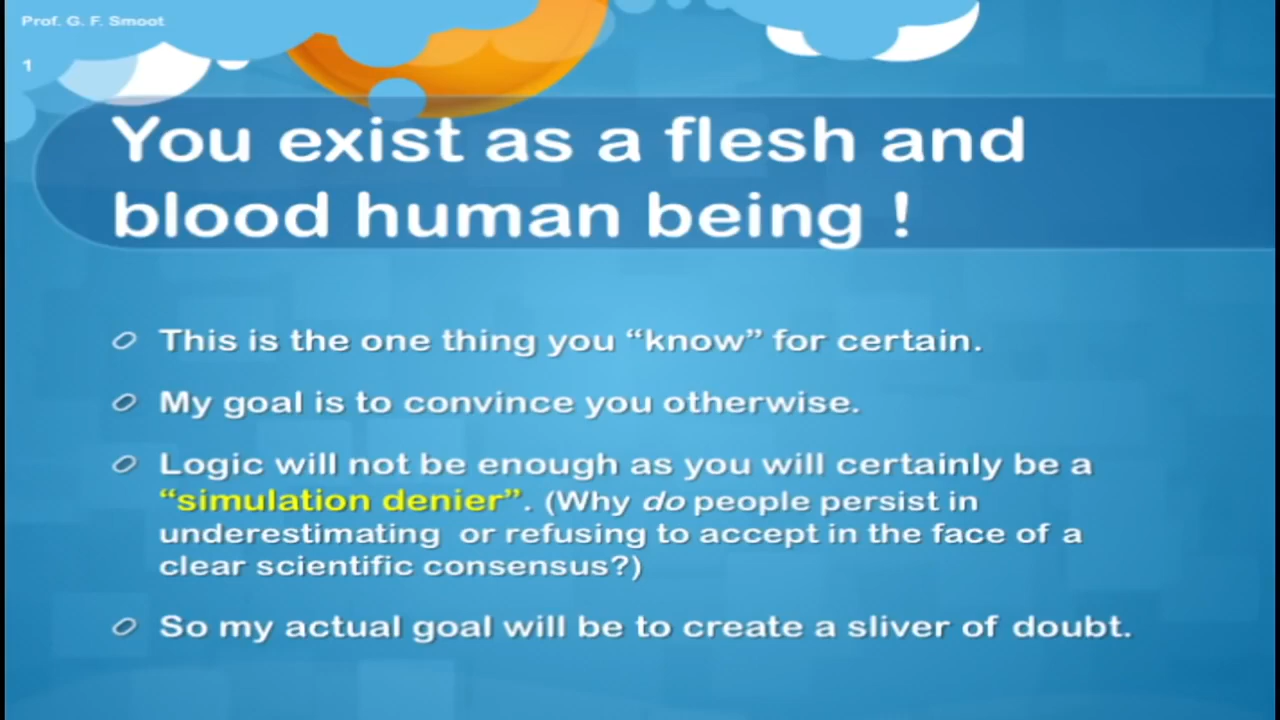 Prof. G. F. Smoot
1
You exist as a flesh and
blood human being !
This is the one thing you “know” for certain.
My goal is to convince you otherwise.
Logic will not be enough as you will certainly be a
“simulation denier”. (Why do people persist in
underestimating or refusing to accept in the face of a
clear scientific consensus?)
So my actual goal will be to create a sliver of doubt.